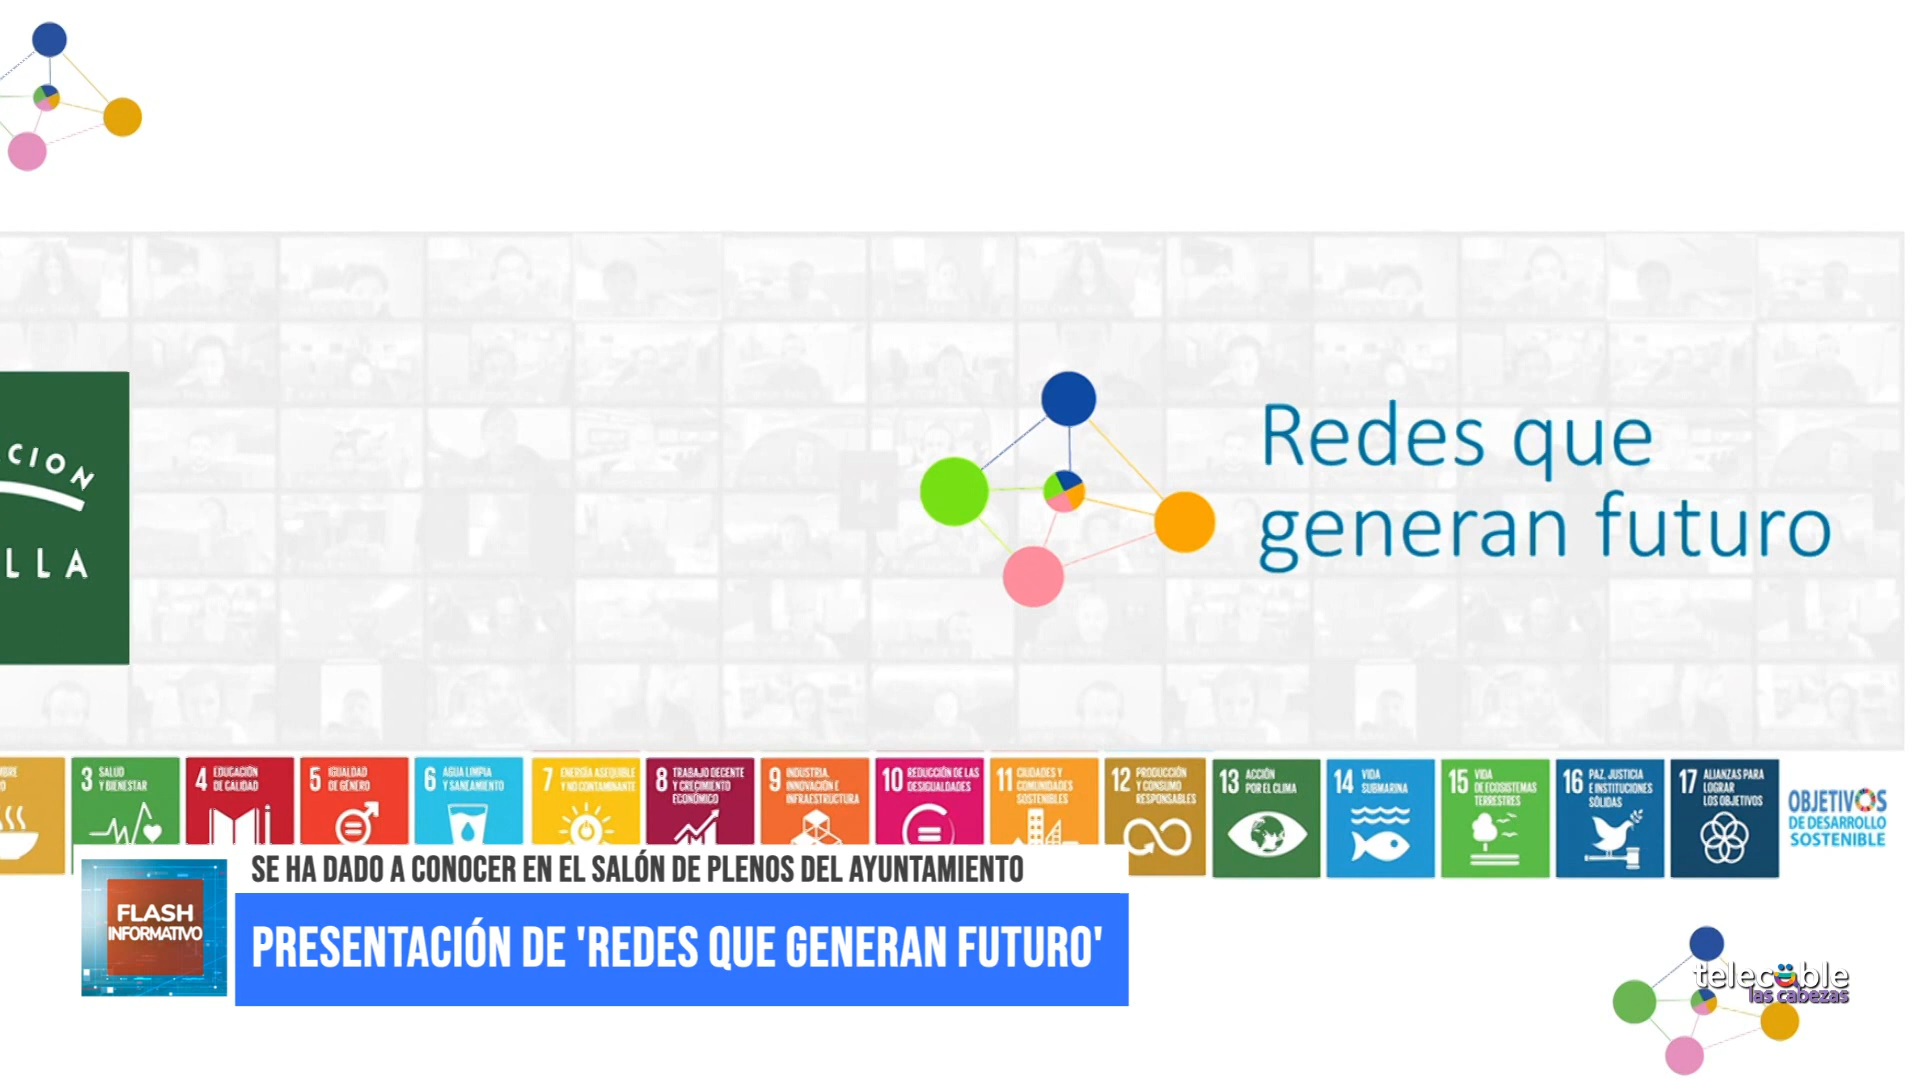 CION
LLA
Redes que
generan futuro
3 SALUD
Y BIENESTAR
4 EDUCACIÓN
DE CALIDAD
5 IGUALDAD
DE GÉNERO
6 AGUA LIMPIA
Y SANEAMIENTO
7 ENERGÍA ASEQUIBLE
Y NO CONTAMINANTE
8 TRABAJO DECENTE
Y CRECIMIENTO
ECONÓMICO
9 INDUSTRIA,
INNOVACIÓN E
INFRAESTRUCTURA
10 REDUCCIÓN DE LAS
DESIGUALDADES
11 CIUDADES Y
COMUNIDADES
SOSTENIBLES
12 PRODUCCIÓN
Y CONSUMO
RESPONSABLES
13 ACCIÓN
POR EL CLIMA
14 VIDA
SUBMARINA
15 VIDA
DE ECOSISTEMAS
TERRESTRES
16 PAZ, JUSTICIA
E INSTITUCIONES
SÓLIDAS
17 ALIANZAS PARA
LOGRAR
LOS OBJETIVOS
OBJETIVOS
DE DESARROLLO
SOSTENIBLE
SE HA DADO A CONOCER EN EL SALÓN DE PLENOS DEL AYUNTAMIENTO
FLASH
INFORMATIVO
PRESENTACIÓN DE 'REDES QUE GENERAN FUTURO'
telecable
las cabezas